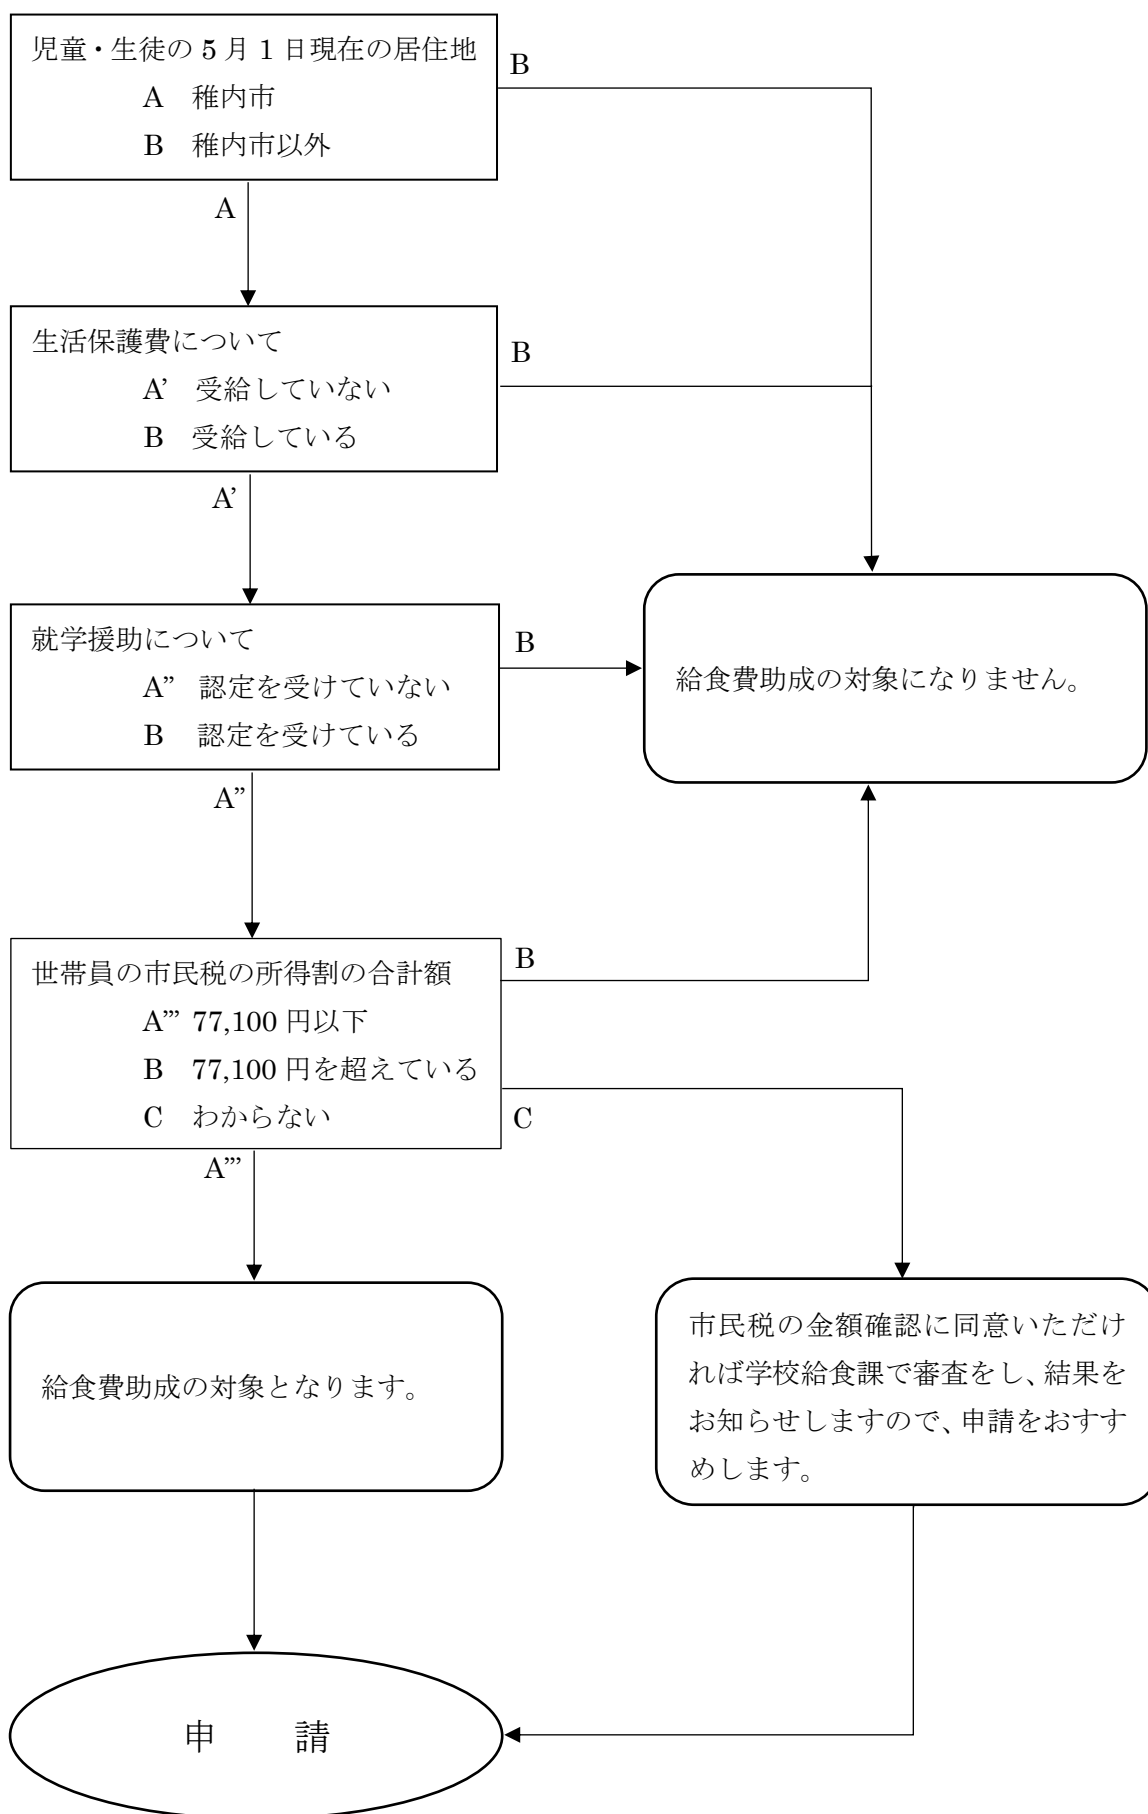 児童・生徒の 5 月 1 日現在の居住地
A 稚内市
B 稚内市以外
B
A
生活保護費について
A’ 受給していない
B 受給している
B
A’
就学援助について
A” 認定を受けていない
B 認定を受けている
B
給食費助成の対象になりません。
A”
世帯員の市民税の所得割の合計額
A”’ 77,100 円以下
B 77,100 円を超えている
C わからない
B
C
A”’
給食費助成の対象となります。
市民税の金額確認に同意いただけ
れば学校給食課で審査をし、結果を
お知らせしますので、申請をおすす
めします。
申 請